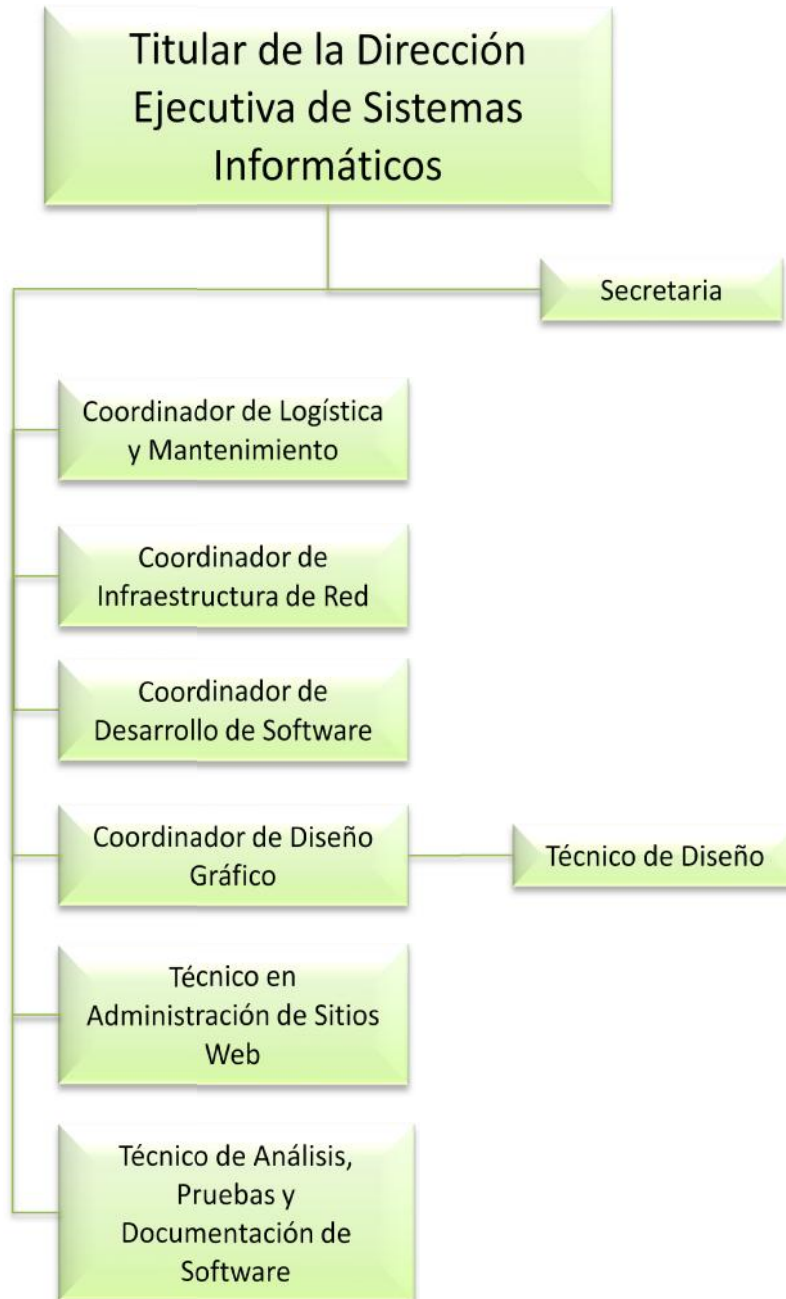 Titular de la Dirección
Ejecutiva de Sistemas
Informáticos
Secretaria
Coordinador de Logística
y Mantenimiento
Coordinador de
Infraestructura de Red
Coordinador de
Desarrollo de Software
Coordinador de Diseño
Gráfico
Técnico de Diseño
Técnico en
Administración de Sitios
Web
Técnico de Análisis,
Pruebas y
Documentación de
Software